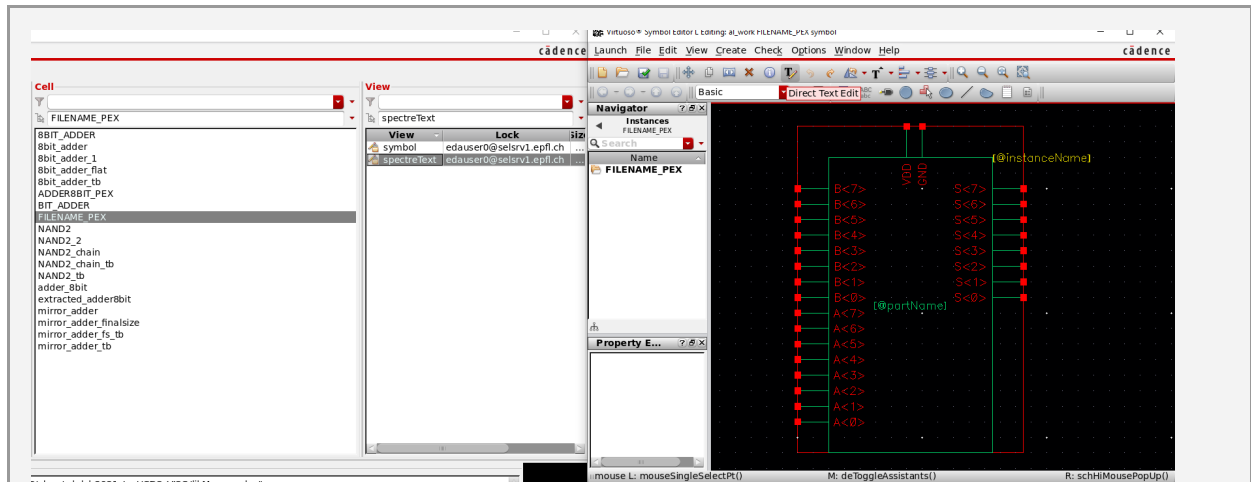 Virtuoso® Symbol Editor L Editing: al_work FILENAME_PEX symbol
cādence
Launch File Edit View Create Check Options Window Help
cādence
Basic
Direct Text Edit
Cell
View
FILENAME_PEX
spectreText
8BIT_ADDER
8bit_adder
8bit_adder_1
8bit_adder_flat
8bit_adder_tb
ADDER8BIT_PEX
BIT_ADDER
FILENAME_PEX
NAND2
NAND2_2
NAND2_chain
NAND2_chain_tb
NAND2_tb
adder_8bit
extracted_adder8bit
mirror_adder
mirror_adder_finalsize
mirror_adder_fs_tb
mirror_adder_tb
View Lock Size
symbol edauser0@selsrv1.epfl.ch ...
spectreText edauser0@selsrv1.epfl.ch ...
Navigator
Instances
FILENAME_PEX
Search
Name
FILENAME_PEX
Property E...
VDD
GND
[@instanceName]
B<7> S<7>
B<6> S<6>
B<5> S<5>
B<4> S<4>
B<3> S<3>
B<2> S<2>
B<1> S<1>
B<0> S<0>
[@partName]
A<7>
A<6>
A<5>
A<4>
A<3>
A<2>
A<1>
A<0>
mouse L: mouseSingleSelectPt() M: deToggleAssistants() R: schHiMousePopUp()